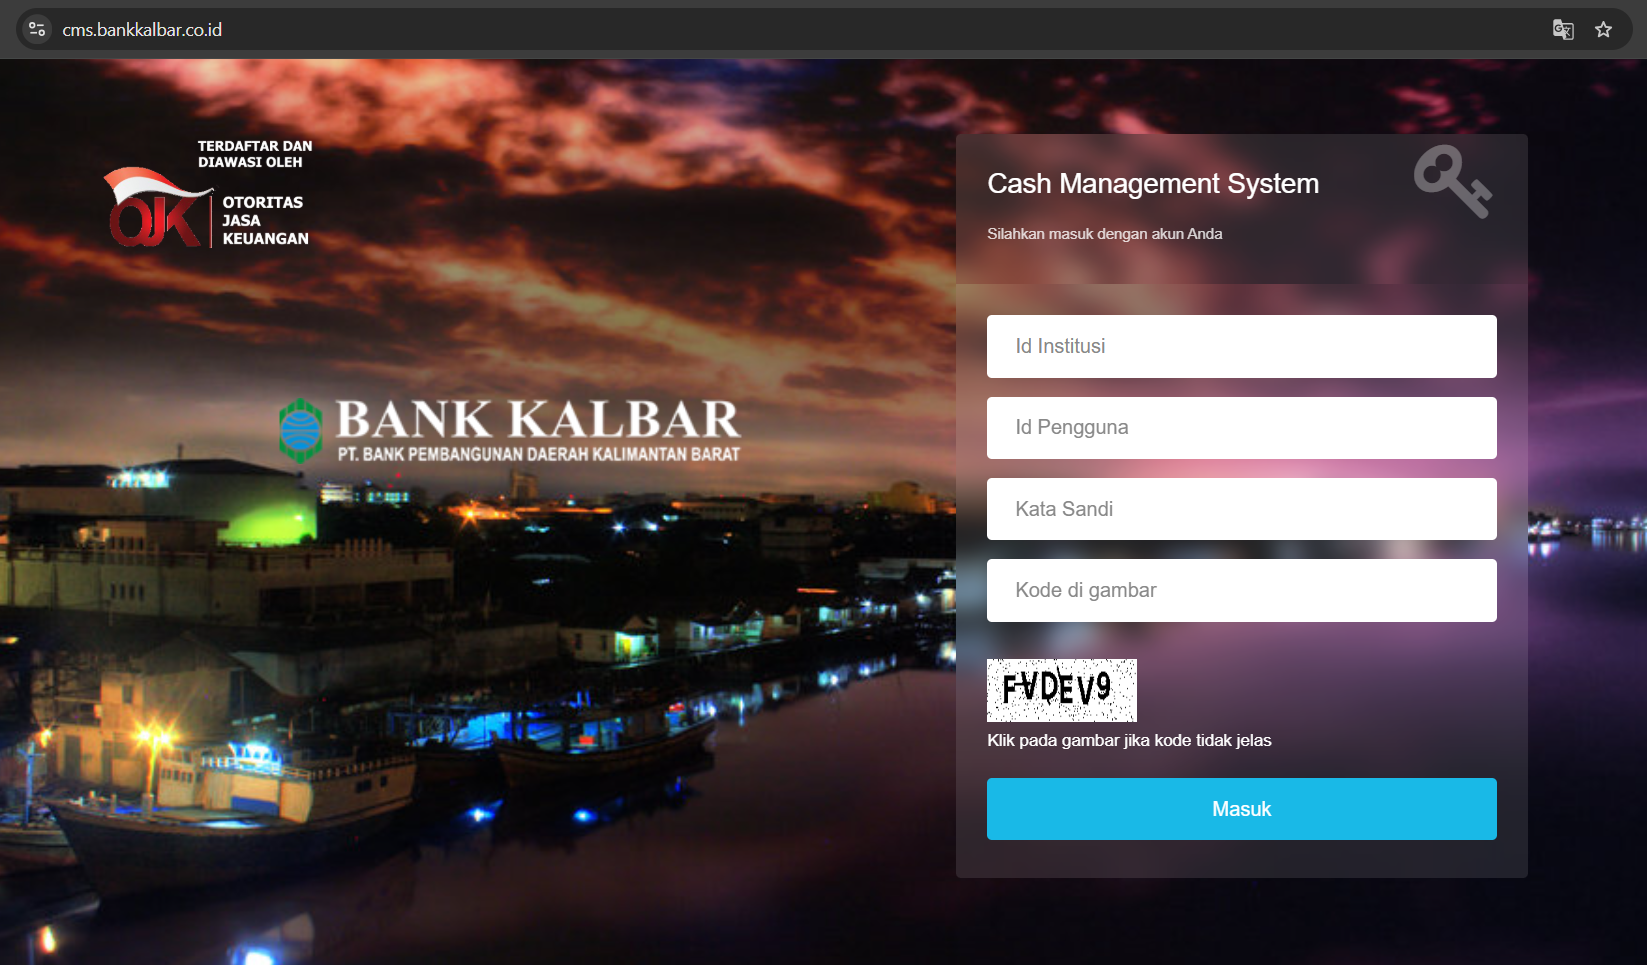 cms.bankkalbar.co.id
TERDAFTAR DAN
DIAWASI OLEH
OJK
OTORITAS
JASA
KEUANGAN
BANK KALBAR
PT. BANK PEMBANGUNAN DAERAH KALIMANTAN BARAT
Cash Management System
Silahkan masuk dengan akun Anda
Id Institusi
Id Pengguna
Kata Sandi
Kode di gambar
FVDEV9
Klik pada gambar jika kode tidak jelas
Masuk